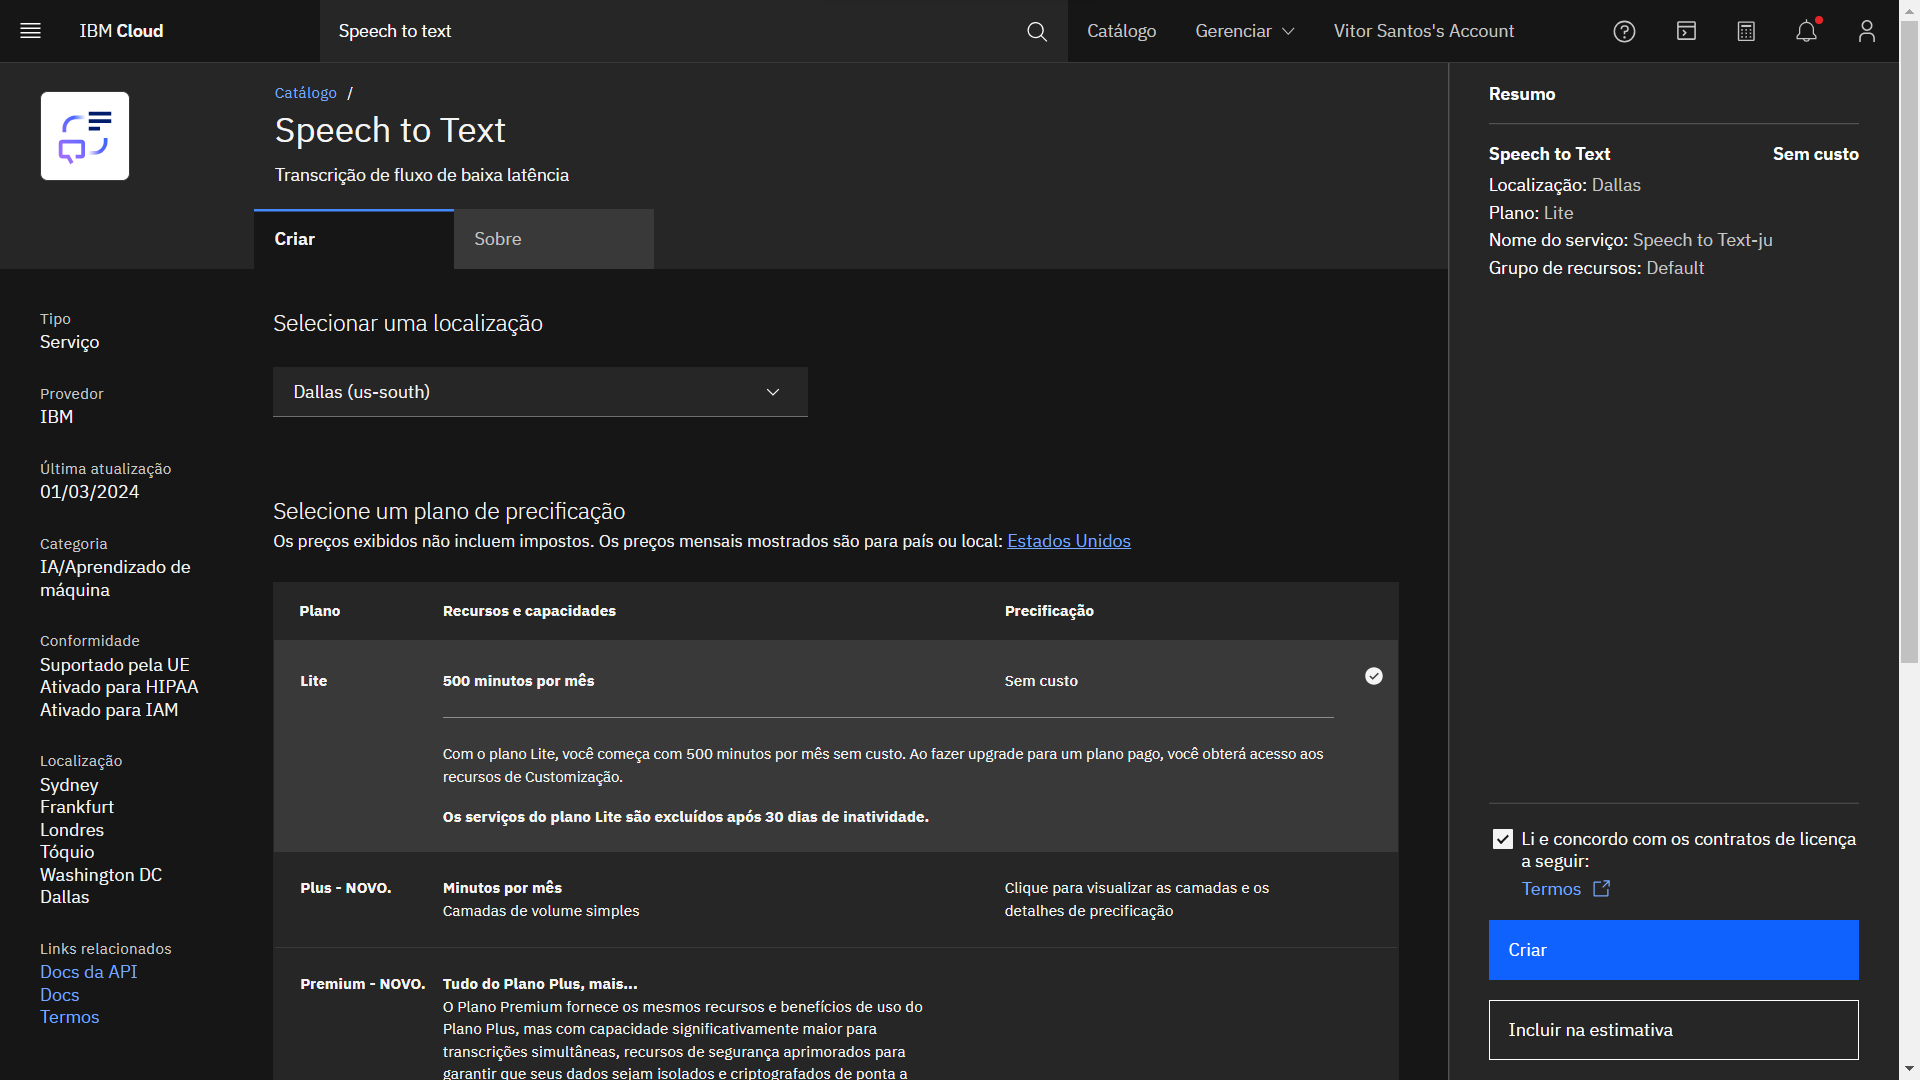 IBM Cloud
Speech to text
Catálogo
Gerenciar
Vitor Santos's Account
Catálogo /
Speech to Text
Transcrição de fluxo de baixa latência
Criar
Sobre
Tipo
Serviço
Provedor
IBM
Última atualização
01/03/2024
Categoria
IA/Aprendizado de
máquina
Conformidade
Suportado pela UE
Ativado para HIPAA
Ativado para IAM
Localização
Sydney
Frankfurt
Londres
Tóquio
Washington DC
Dallas
Links relacionados
Docs da API
Docs
Termos
Selecionar uma localização
Dallas (us-south)
Selecione um plano de precificação
Os preços exibidos não incluem impostos. Os preços mensais mostrados são para país ou local: Estados Unidos
Plano Recursos e capacidades Precificação
Lite 500 minutos por mês Sem custo
Com o plano Lite, você começa com 500 minutos por mês sem custo. Ao fazer upgrade para um plano pago, você obterá acesso aos
recursos de Customização.
Os serviços do plano Lite são excluídos após 30 dias de inatividade.
Plus - NOVO. Minutos por mês Clique para visualizar as camadas e os
Camadas de volume simples detalhes de precificação
Premium - NOVO. Tudo do Plano Plus, mais...
O Plano Premium fornece os mesmos recursos e benefícios de uso do
Plano Plus, mas com capacidade significativamente maior para
transcrições simultâneas, recursos de segurança aprimorados para
garantir que seus dados sejam isolados e criptografados de ponta a
Resumo
Speech to Text Sem custo
Localização: Dallas
Plano: Lite
Nome do serviço: Speech to Text-ju
Grupo de recursos: Default
Li e concordo com os contratos de licença
a seguir:
Termos
Criar
Incluir na estimativa